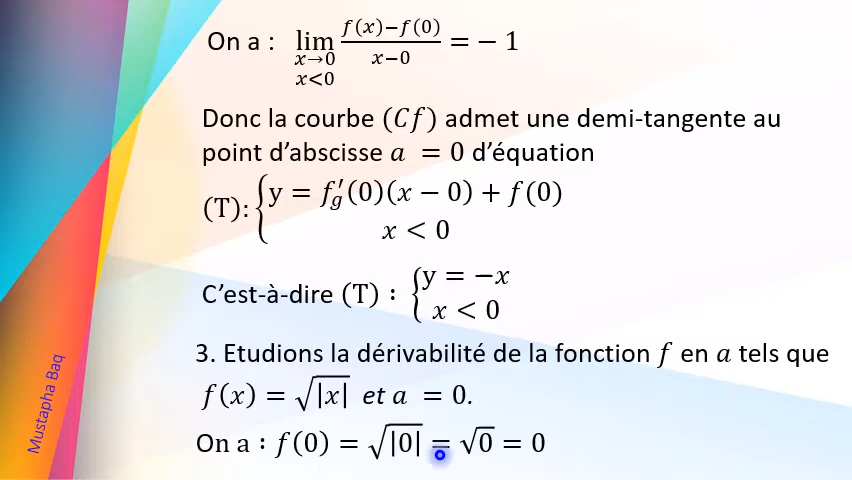 On a : lim f(x)−f(0) / x−0 = − 1
x→0
x<0
Donc la courbe (Cf) admet une demi-tangente au
point d’abscisse a = 0 d’équation
(T): { y = f′g(0)(x − 0) + f(0)
x < 0
C’est-à-dire (T) : { y = −x
x < 0
3. Etudions la dérivabilité de la fonction f en a tels que
f(x) = √|x| et a = 0.
On a : f(0) = √|0| = √0 = 0
Mustapha Baq